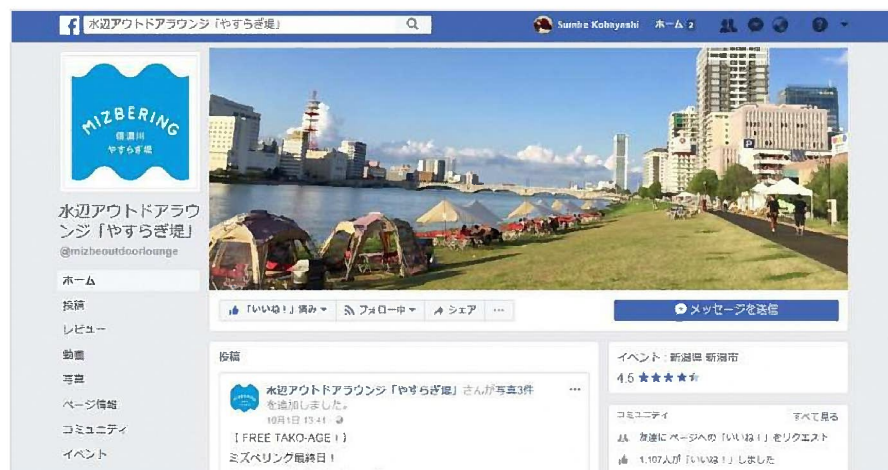 水辺アウトドアラウンジ「やすらぎ堤」
Sumire Kobayashi
ホーム 2
MIZBERING
信濃川
やすらぎ堤
水辺アウトドアラウ
ンジ「やすらぎ堤」
@mizbeoutdoorlounge
ホーム
投稿
レビュー
動画
写真
ページ情報
コミュニティ
イベント
「いいね！」済み
フォロー中
シェア
メッセージを送信
投稿
水辺アウトドアラウンジ「やすらぎ堤」さんが写真3件
を追加しました。
10月1日 13:41
【FREE TAKO-AGE！】
ミズベリング最終日！
イベント · 新潟県 新潟市
4.5
コミュニティ
すべて見る
友達に ページへの「いいね！」をリクエスト
1,107人が「いいね！」しました